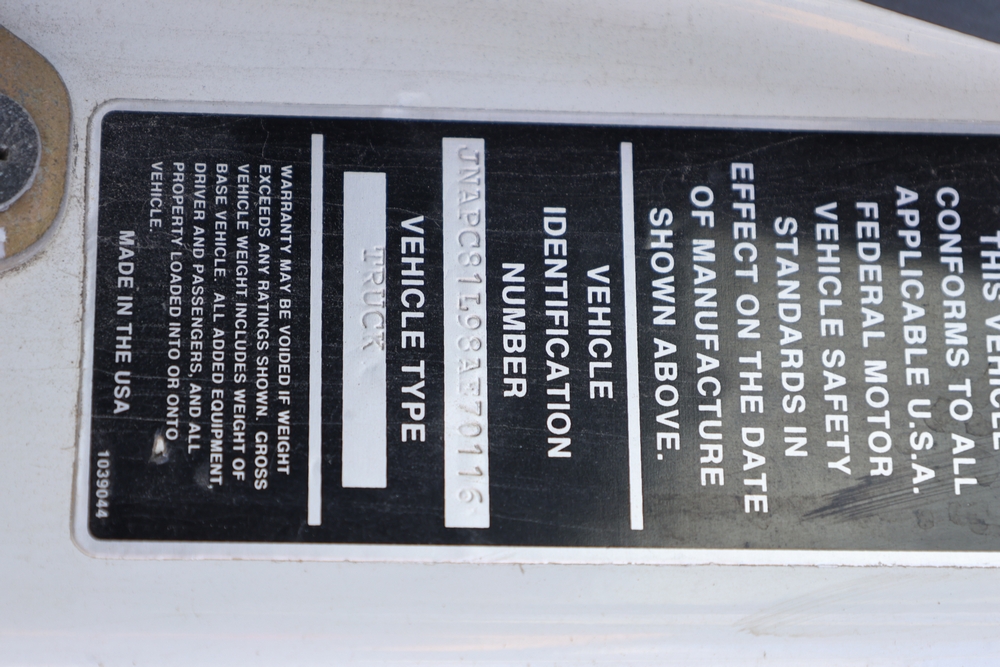 THIS VEHICLE
CONFORMS TO ALL
APPLICABLE U.S.A.
FEDERAL MOTOR
VEHICLE SAFETY
STANDARDS IN
EFFECT ON THE DATE
OF MANUFACTURE
SHOWN ABOVE.
VEHICLE
IDENTIFICATION
NUMBER
JNAPC81L98AF70116
VEHICLE TYPE
TRUCK
WARRANTY MAY BE VOIDED IF WEIGHT
EXCEEDS ANY RATINGS SHOWN. GROSS
VEHICLE WEIGHT INCLUDES WEIGHT OF
BASE VEHICLE. ALL ADDED EQUIPMENT,
DRIVER AND PASSENGERS, AND ALL
PROPERTY LOADED INTO OR ONTO
VEHICLE.
MADE IN THE USA
1039044